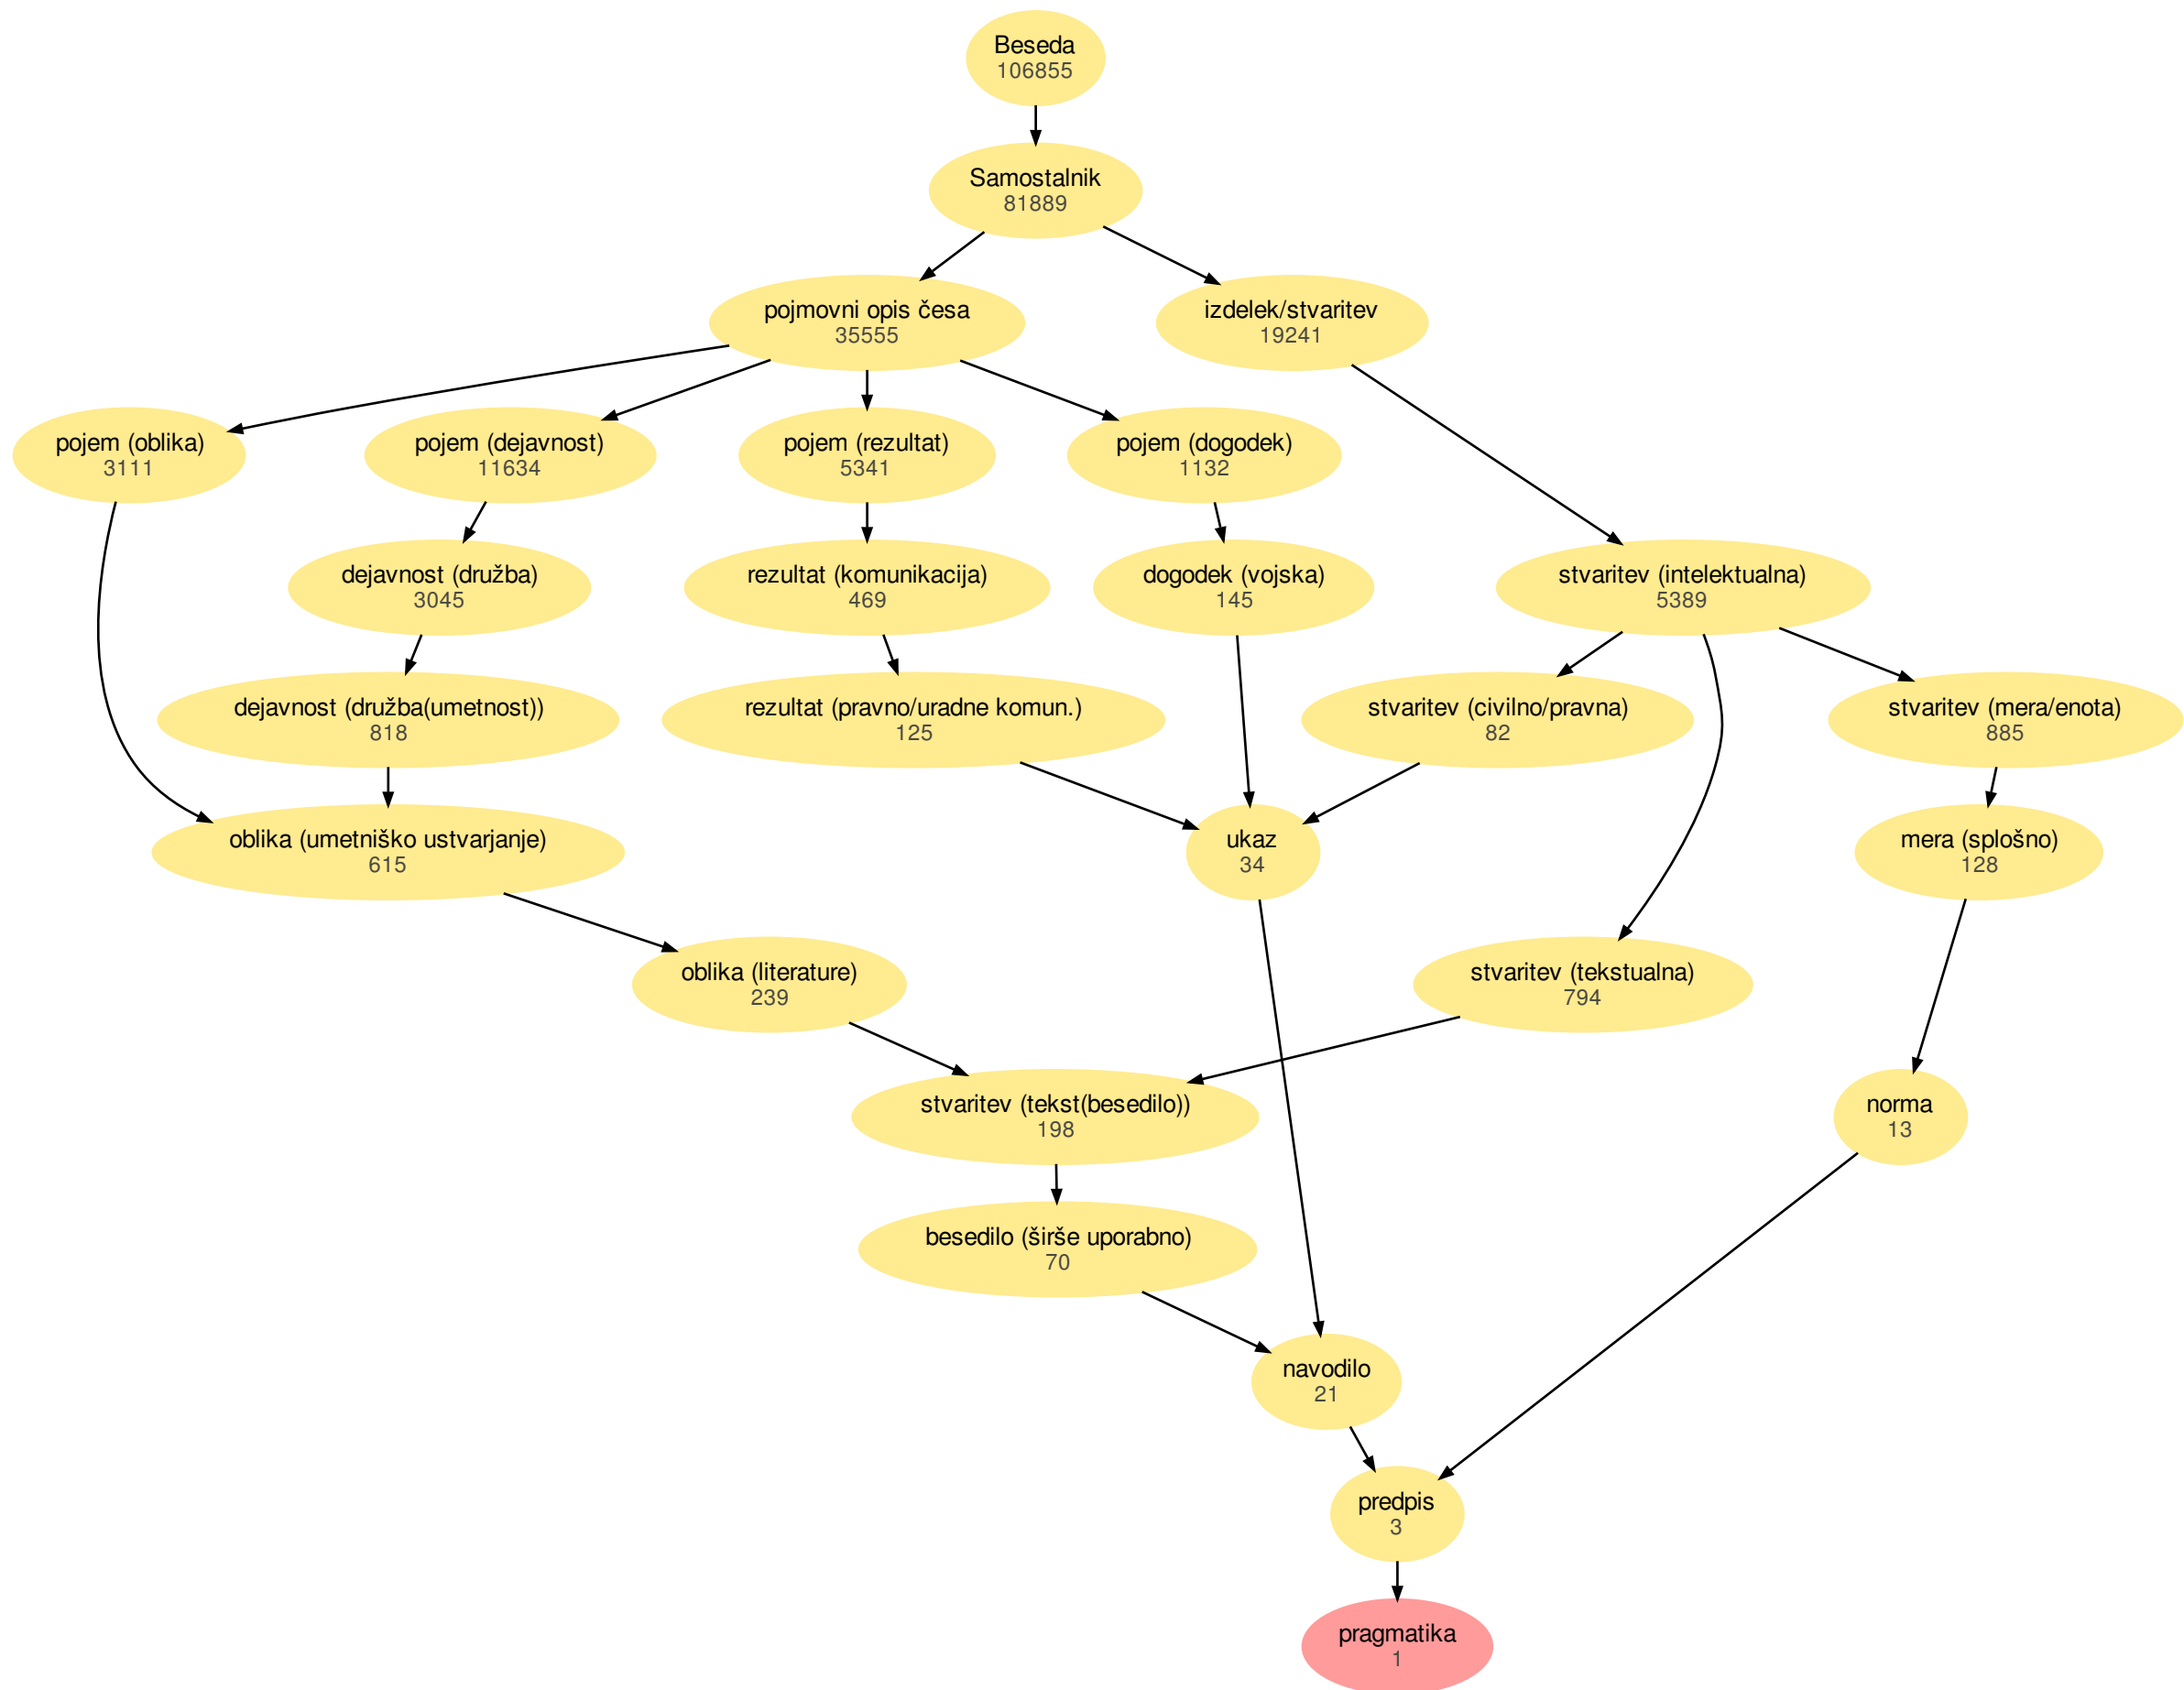 Beseda
106855
Samostalnik
81889
pojmovni opis česa
35555
izdelek/stvaritev
19241
pojem (oblika)
3111
pojem (dejavnost)
11634
pojem (rezultat)
5341
pojem (dogodek)
1132
dejavnost (družba)
3045
rezultat (komunikacija)
469
dogodek (vojska)
145
stvaritev (intelektualna)
5389
dejavnost (družba(umetnost))
818
rezultat (pravno/uradne komun.)
125
stvaritev (civilno/pravna)
82
stvaritev (mera/enota)
885
oblika (umetniško ustvarjanje)
615
ukaz
34
mera (splošno)
128
oblika (literature)
239
stvaritev (tekstualna)
794
stvaritev (tekst(besedilo))
198
norma
13
besedilo (širše uporabno)
70
navodilo
21
predpis
3
pragmatika
1